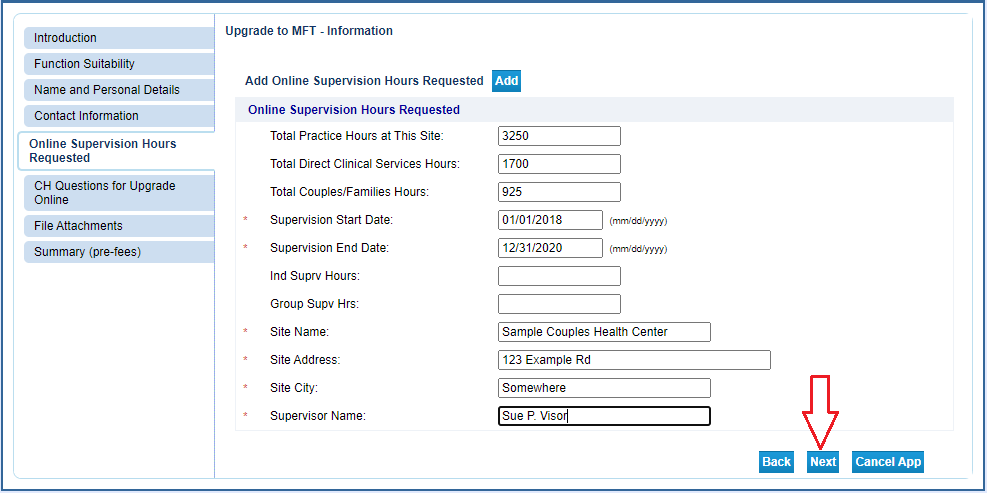 Introduction
Function Suitability
Name and Personal Details
Contact Information
Online Supervision Hours
Requested
CH Questions for Upgrade
Online
File Attachments
Summary (pre-fees)
Upgrade to MFT - Information
Add Online Supervision Hours Requested Add
Online Supervision Hours Requested
Total Practice Hours at This Site: 3250
Total Direct Clinical Services Hours: 1700
Total Couples/Families Hours: 925
* Supervision Start Date: 01/01/2018 (mm/dd/yyyy)
* Supervision End Date: 12/31/2020 (mm/dd/yyyy)
Ind Suprv Hours:
Group Supv Hrs:
* Site Name: Sample Couples Health Center
* Site Address: 123 Example Rd
* Site City: Somewhere
* Supervisor Name: Sue P. Visor
Back Next Cancel App